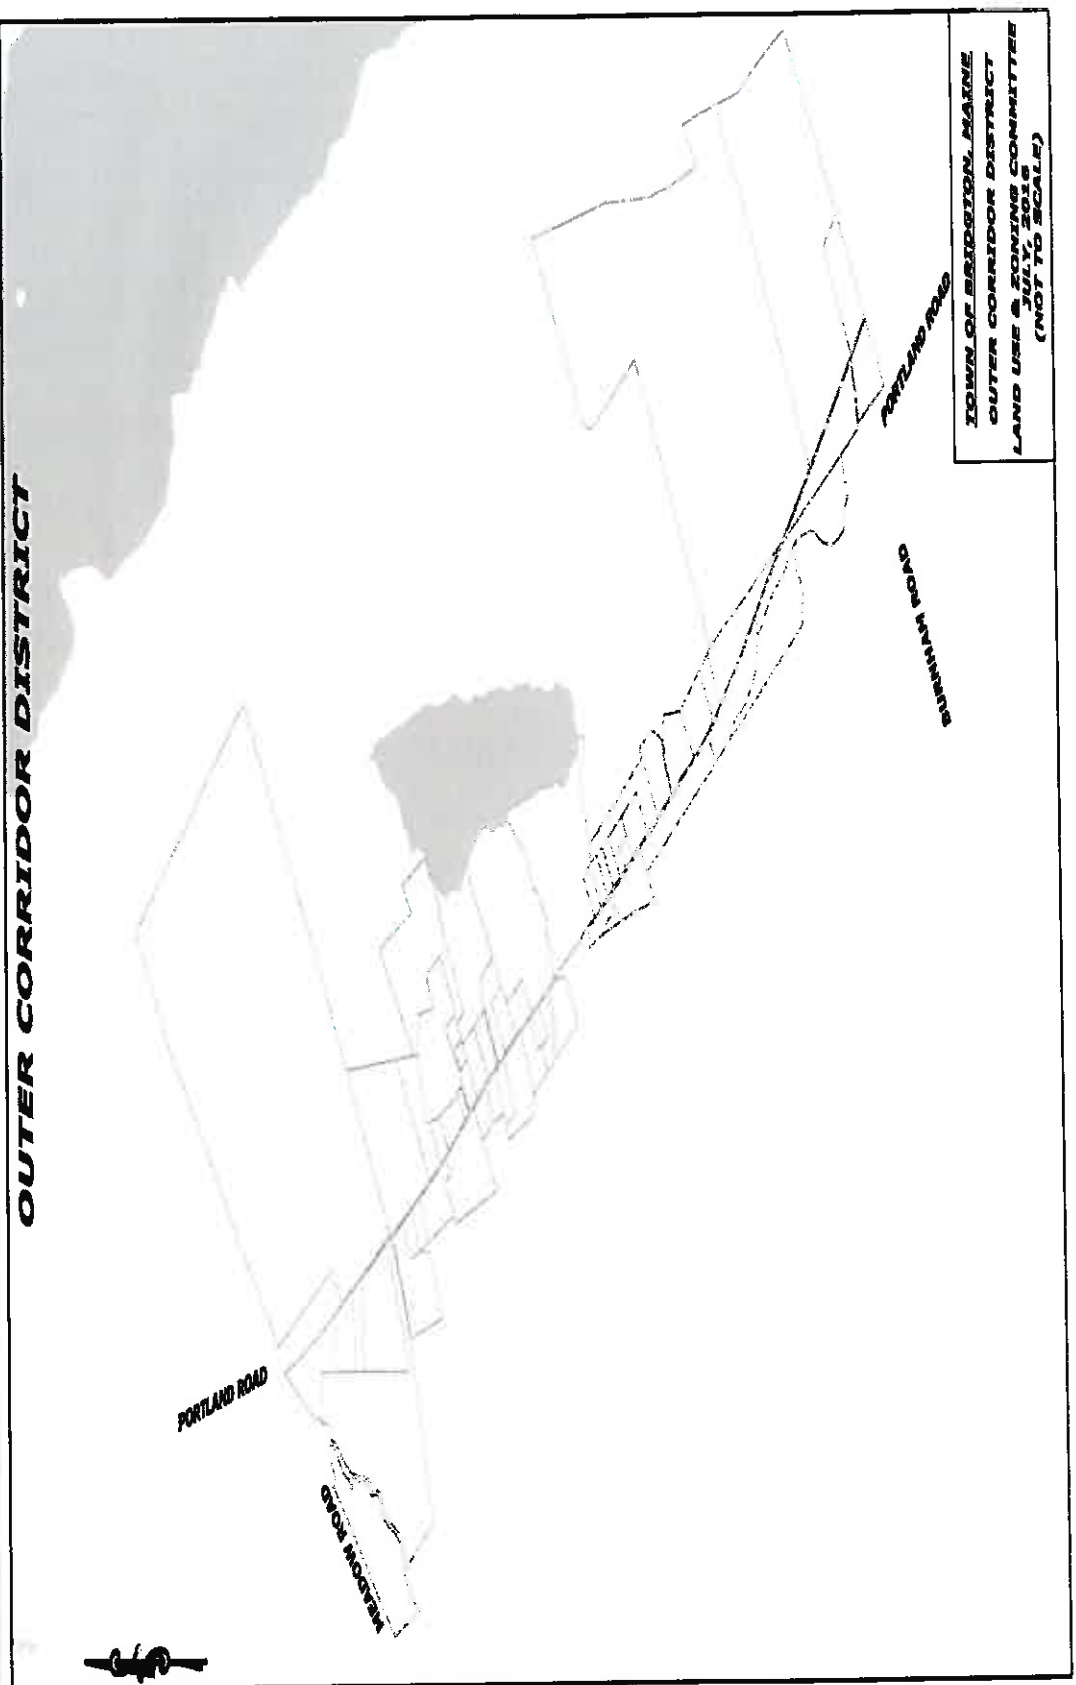 OUTER CORRIDOR DISTRICT
TOWN OF BRIDGTON, MAINE
OUTER CORRIDOR DISTRICT
LAND USE & ZONING COMMITTEE
JULY, 2016
(NOT TO SCALE)
PORTLAND ROAD
BURNHAM ROAD
PORTLAND ROAD
MEADOW ROAD